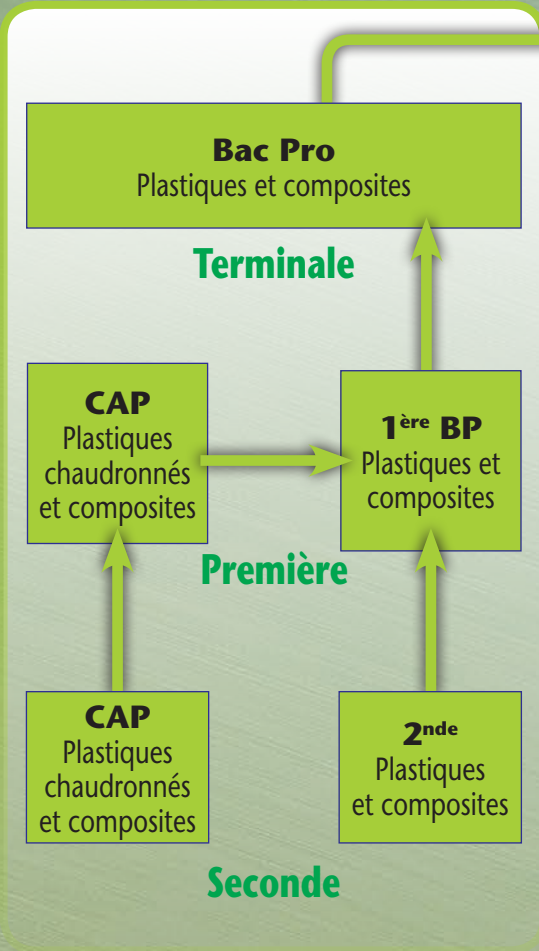 Bac Pro
Plastiques et composites
Terminale
CAP
Plastiques
chaudronnés
et composites
1ère BP
Plastiques et
composites
Première
CAP
Plastiques
chaudronnés
et composites
2nde
Plastiques
et composites
Seconde